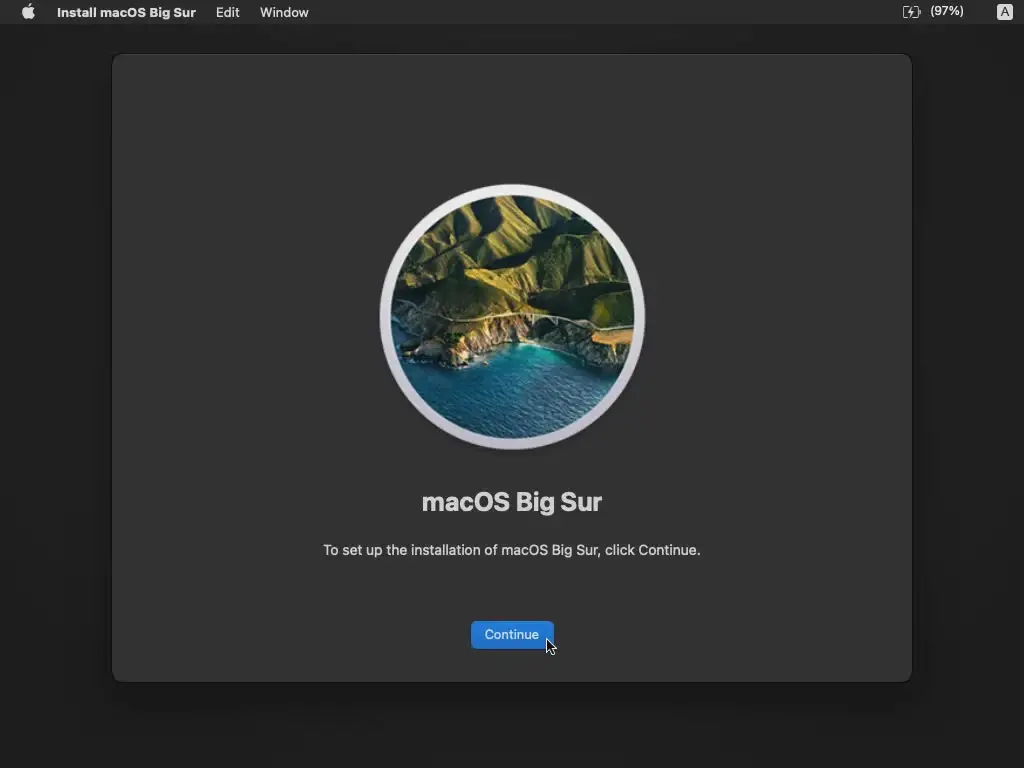 Install macOS Big Sur Edit Window (97%) A
macOS Big Sur
To set up the installation of macOS Big Sur, click Continue.
Continue